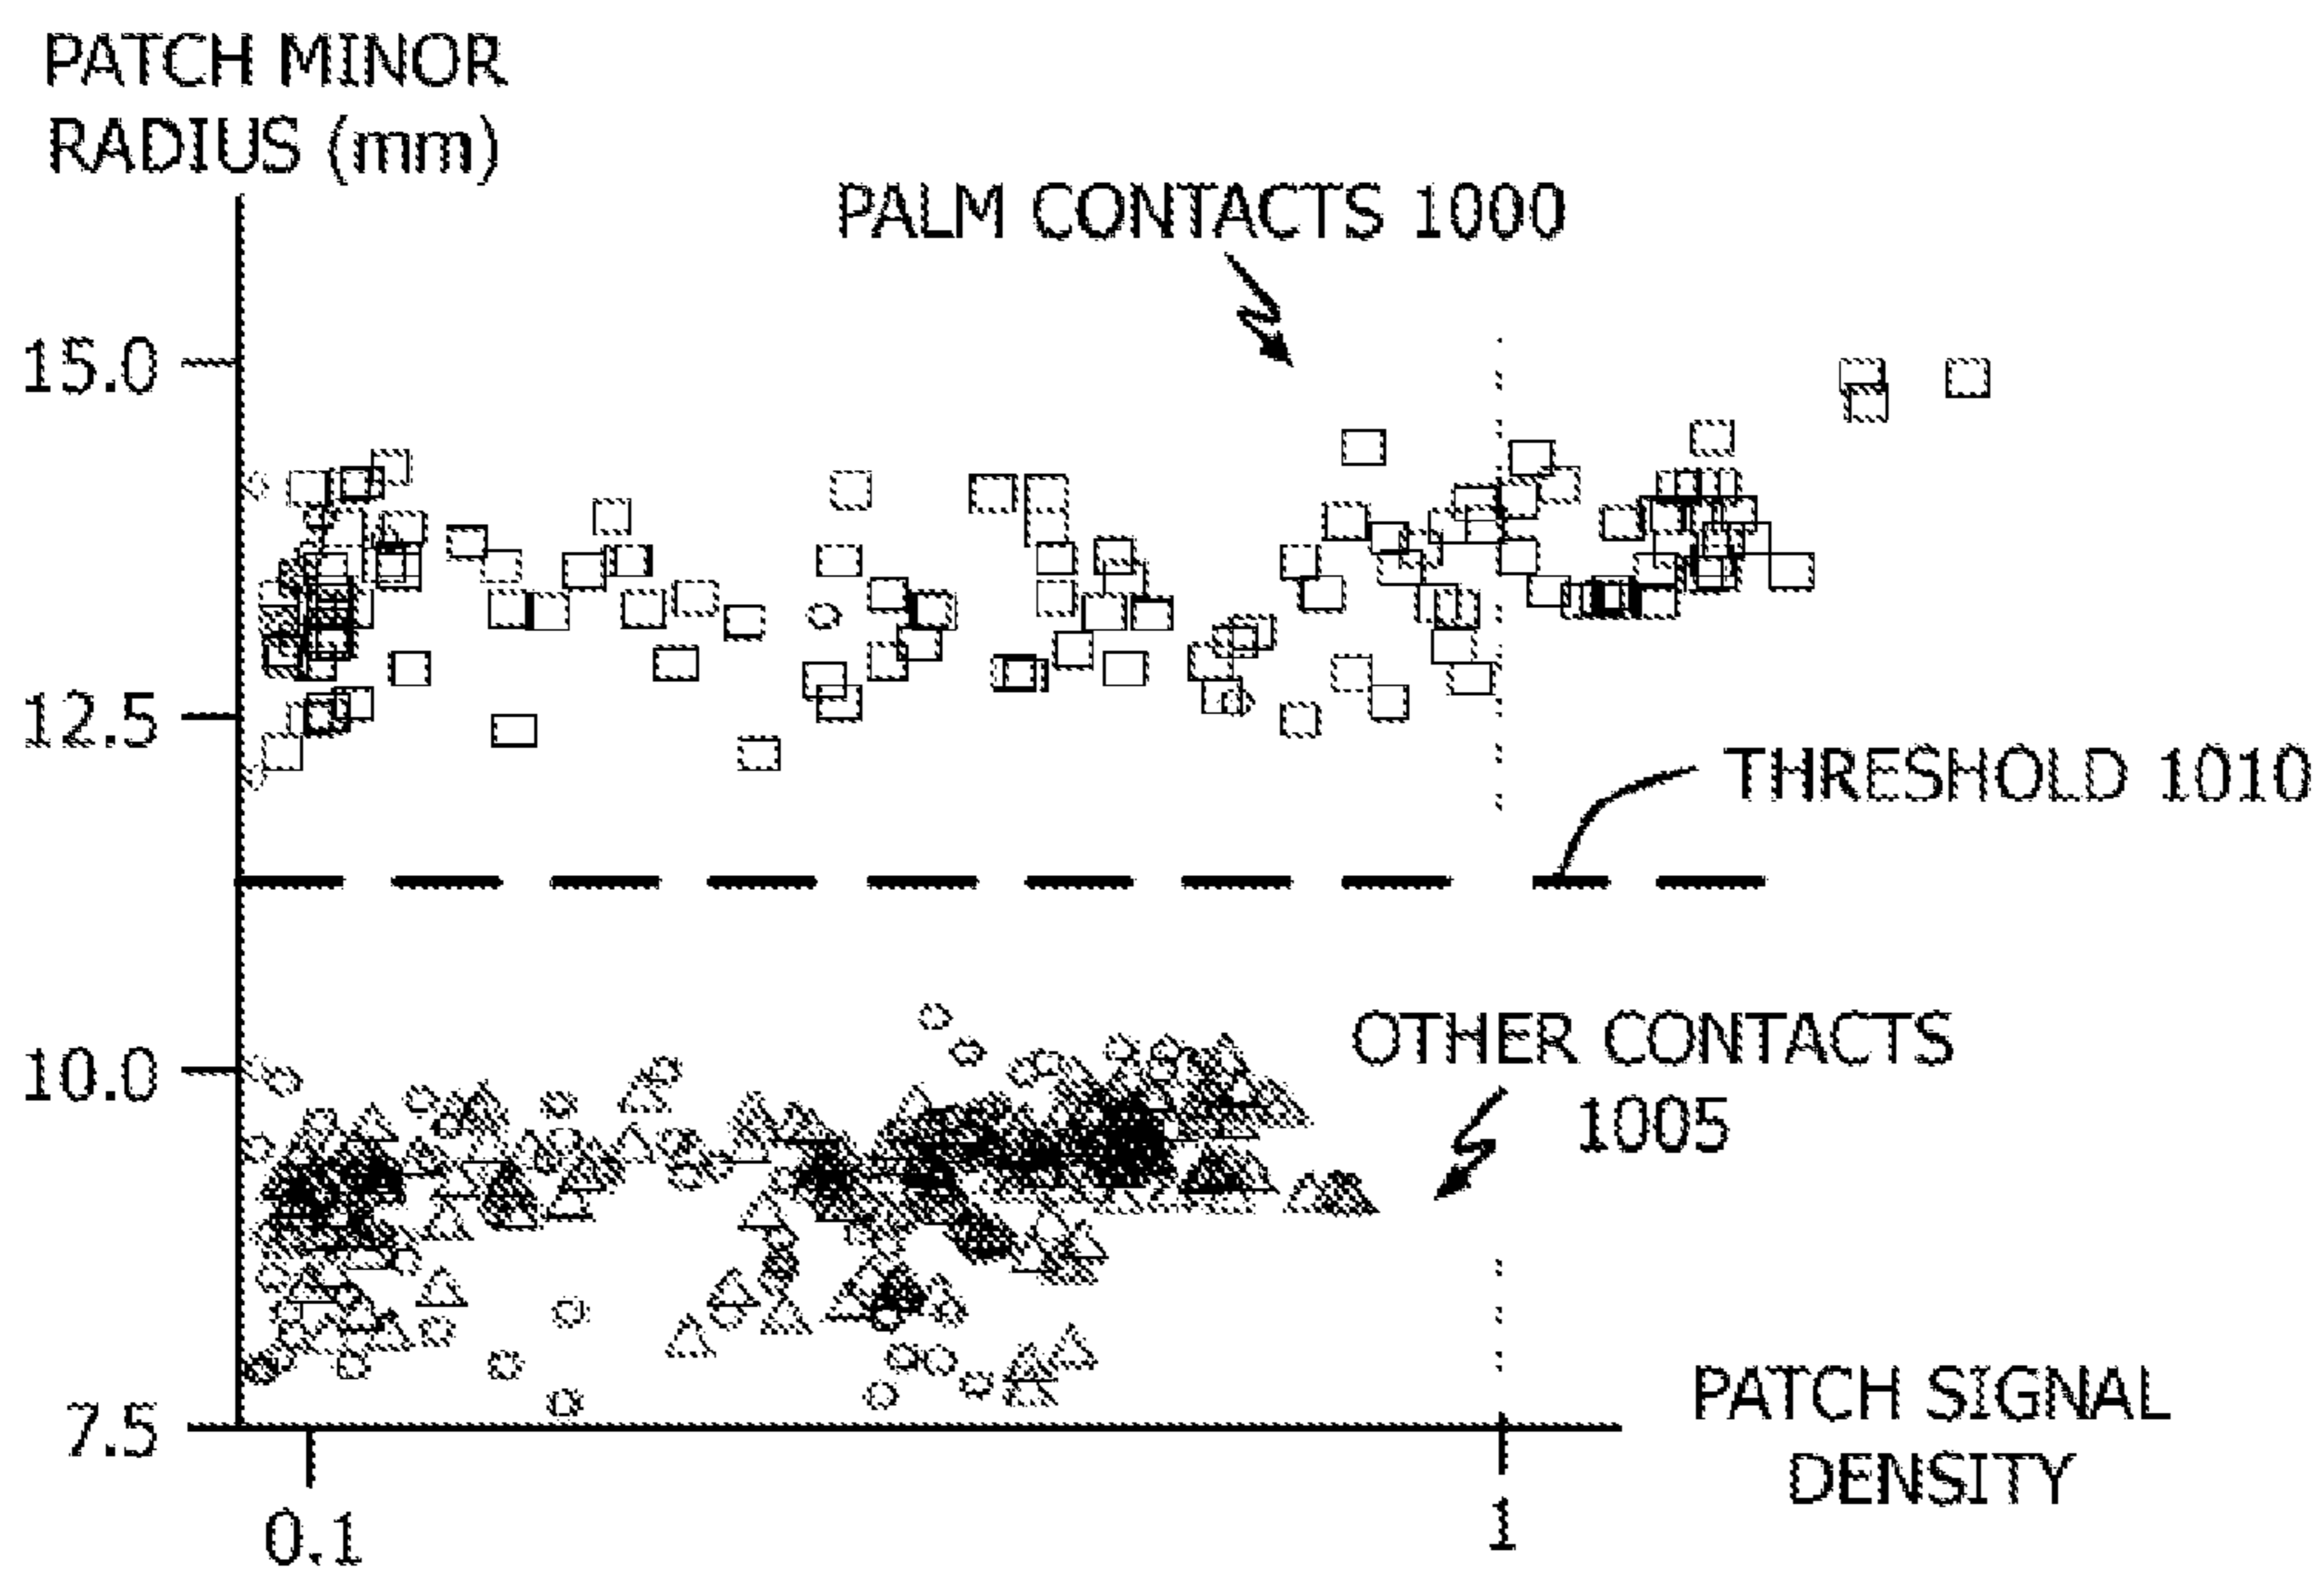 PATCH MINOR
RADIUS (mm)
PALM CONTACTS 1000
15.0
12.5
THRESHOLD 1010
10.0
OTHER CONTACTS
1005
7.5
PATCH SIGNAL
DENSITY
0.1
1